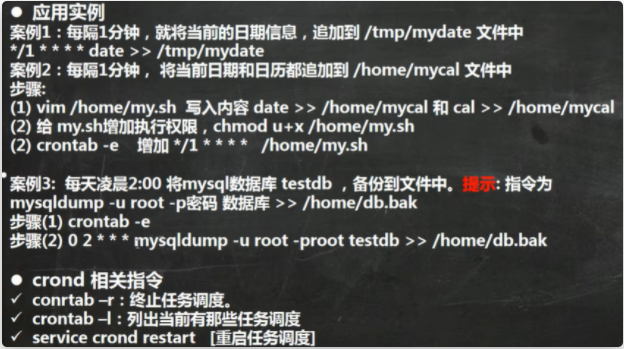 ● 应用实例
案例1：每隔1分钟，就将当前的日期信息，追加到 /tmp/mydate 文件中
*/1 * * * * date >> /tmp/mydate
案例2：每隔1分钟， 将当前日期和日历都追加到 /home/mycal 文件中
步骤:
(1) vim /home/my.sh 写入内容 date >> /home/mycal 和 cal >> /home/mycal
(2) 给 my.sh增加执行权限，chmod u+x /home/my.sh
(2) crontab -e 增加 */1 * * * * /home/my.sh
案例3: 每天凌晨2:00 将mysql数据库 testdb ，备份到文件中。提示: 指令为
mysqldump -u root -p密码 数据库 >> /home/db.bak
步骤(1) crontab -e
步骤(2) 0 2 * * * mysqldump -u root -proot testdb >> /home/db.bak
● crond 相关指令
✓ conrtab –r：终止任务调度。
✓ crontab –l：列出当前有那些任务调度
✓ service crond restart [重启任务调度]